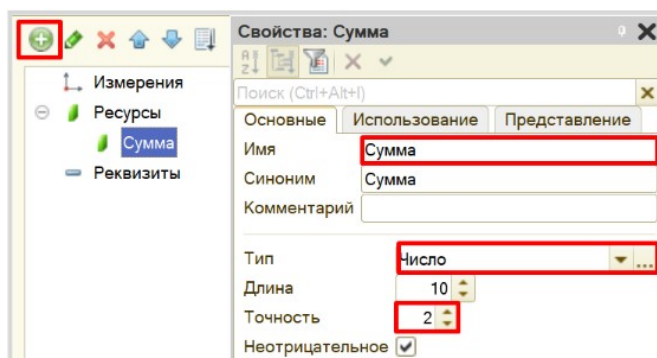 Свойства: Сумма
Измерения
Ресурсы
Сумма
Реквизиты
Поиск (Ctrl+Alt+I)
Основные Использование Представление
Имя Сумма
Синоним Сумма
Комментарий
Тип Число
Длина 10
Точность 2
Неотрицательное